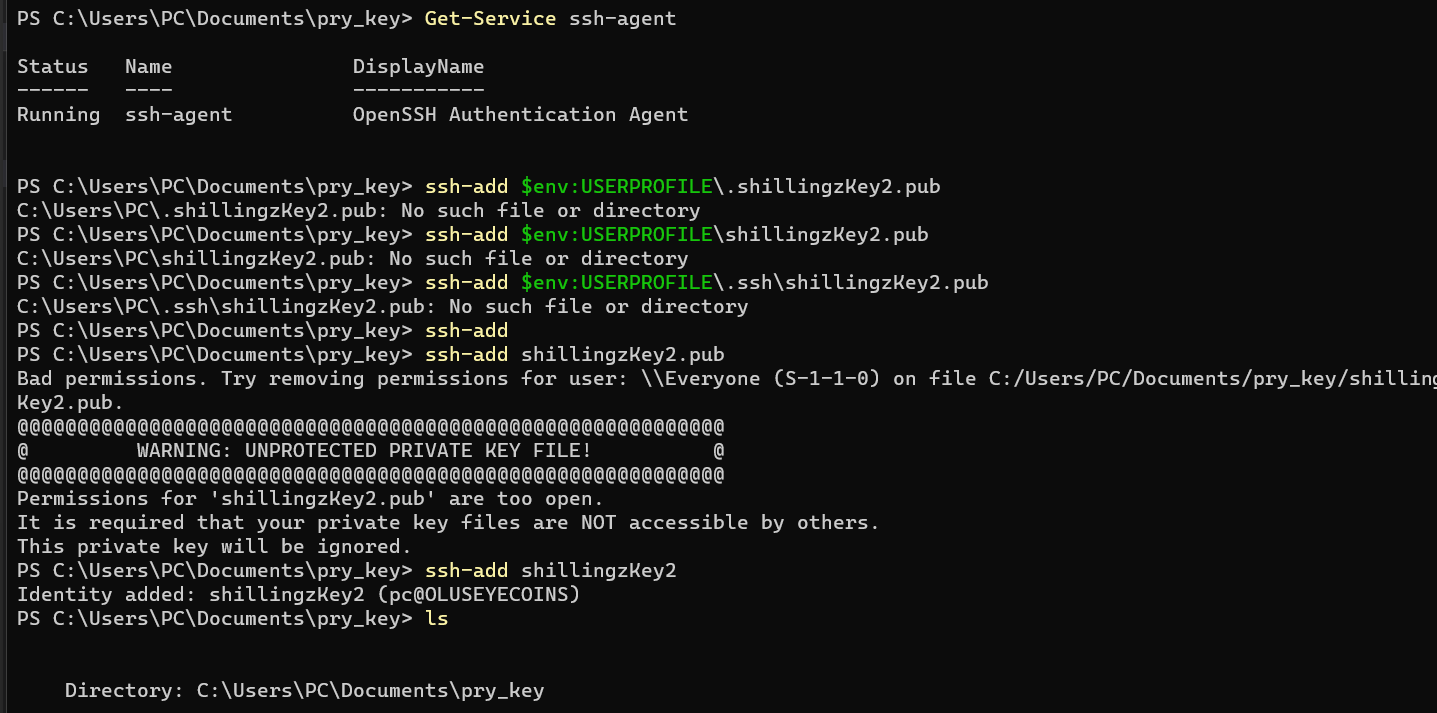 PS C:\Users\PC\Documents\pry_key> Get-Service ssh-agent
Status   Name               DisplayName
------   ----               -----------
Running  ssh-agent          OpenSSH Authentication Agent
PS C:\Users\PC\Documents\pry_key> ssh-add $env:USERPROFILE\.shillingzKey2.pub
C:\Users\PC\.shillingzKey2.pub: No such file or directory
PS C:\Users\PC\Documents\pry_key> ssh-add $env:USERPROFILE\shillingzKey2.pub
C:\Users\PC\shillingzKey2.pub: No such file or directory
PS C:\Users\PC\Documents\pry_key> ssh-add $env:USERPROFILE\.ssh\shillingzKey2.pub
C:\Users\PC\.ssh\shillingzKey2.pub: No such file or directory
PS C:\Users\PC\Documents\pry_key> ssh-add
PS C:\Users\PC\Documents\pry_key> ssh-add shillingzKey2.pub
Bad permissions. Try removing permissions for user: \\Everyone (S-1-1-0) on file C:/Users/PC/Documents/pry_key/shilling
Key2.pub.
@@@@@@@@@@@@@@@@@@@@@@@@@@@@@@@@@@@@@@@@@@@@@@@@@@@@@@@@@@@
@         WARNING: UNPROTECTED PRIVATE KEY FILE!          @
@@@@@@@@@@@@@@@@@@@@@@@@@@@@@@@@@@@@@@@@@@@@@@@@@@@@@@@@@@@
Permissions for 'shillingzKey2.pub' are too open.
It is required that your private key files are NOT accessible by others.
This private key will be ignored.
PS C:\Users\PC\Documents\pry_key> ssh-add shillingzKey2
Identity added: shillingzKey2 (pc@OLUSEYECOINS)
PS C:\Users\PC\Documents\pry_key> ls
    Directory: C:\Users\PC\Documents\pry_key